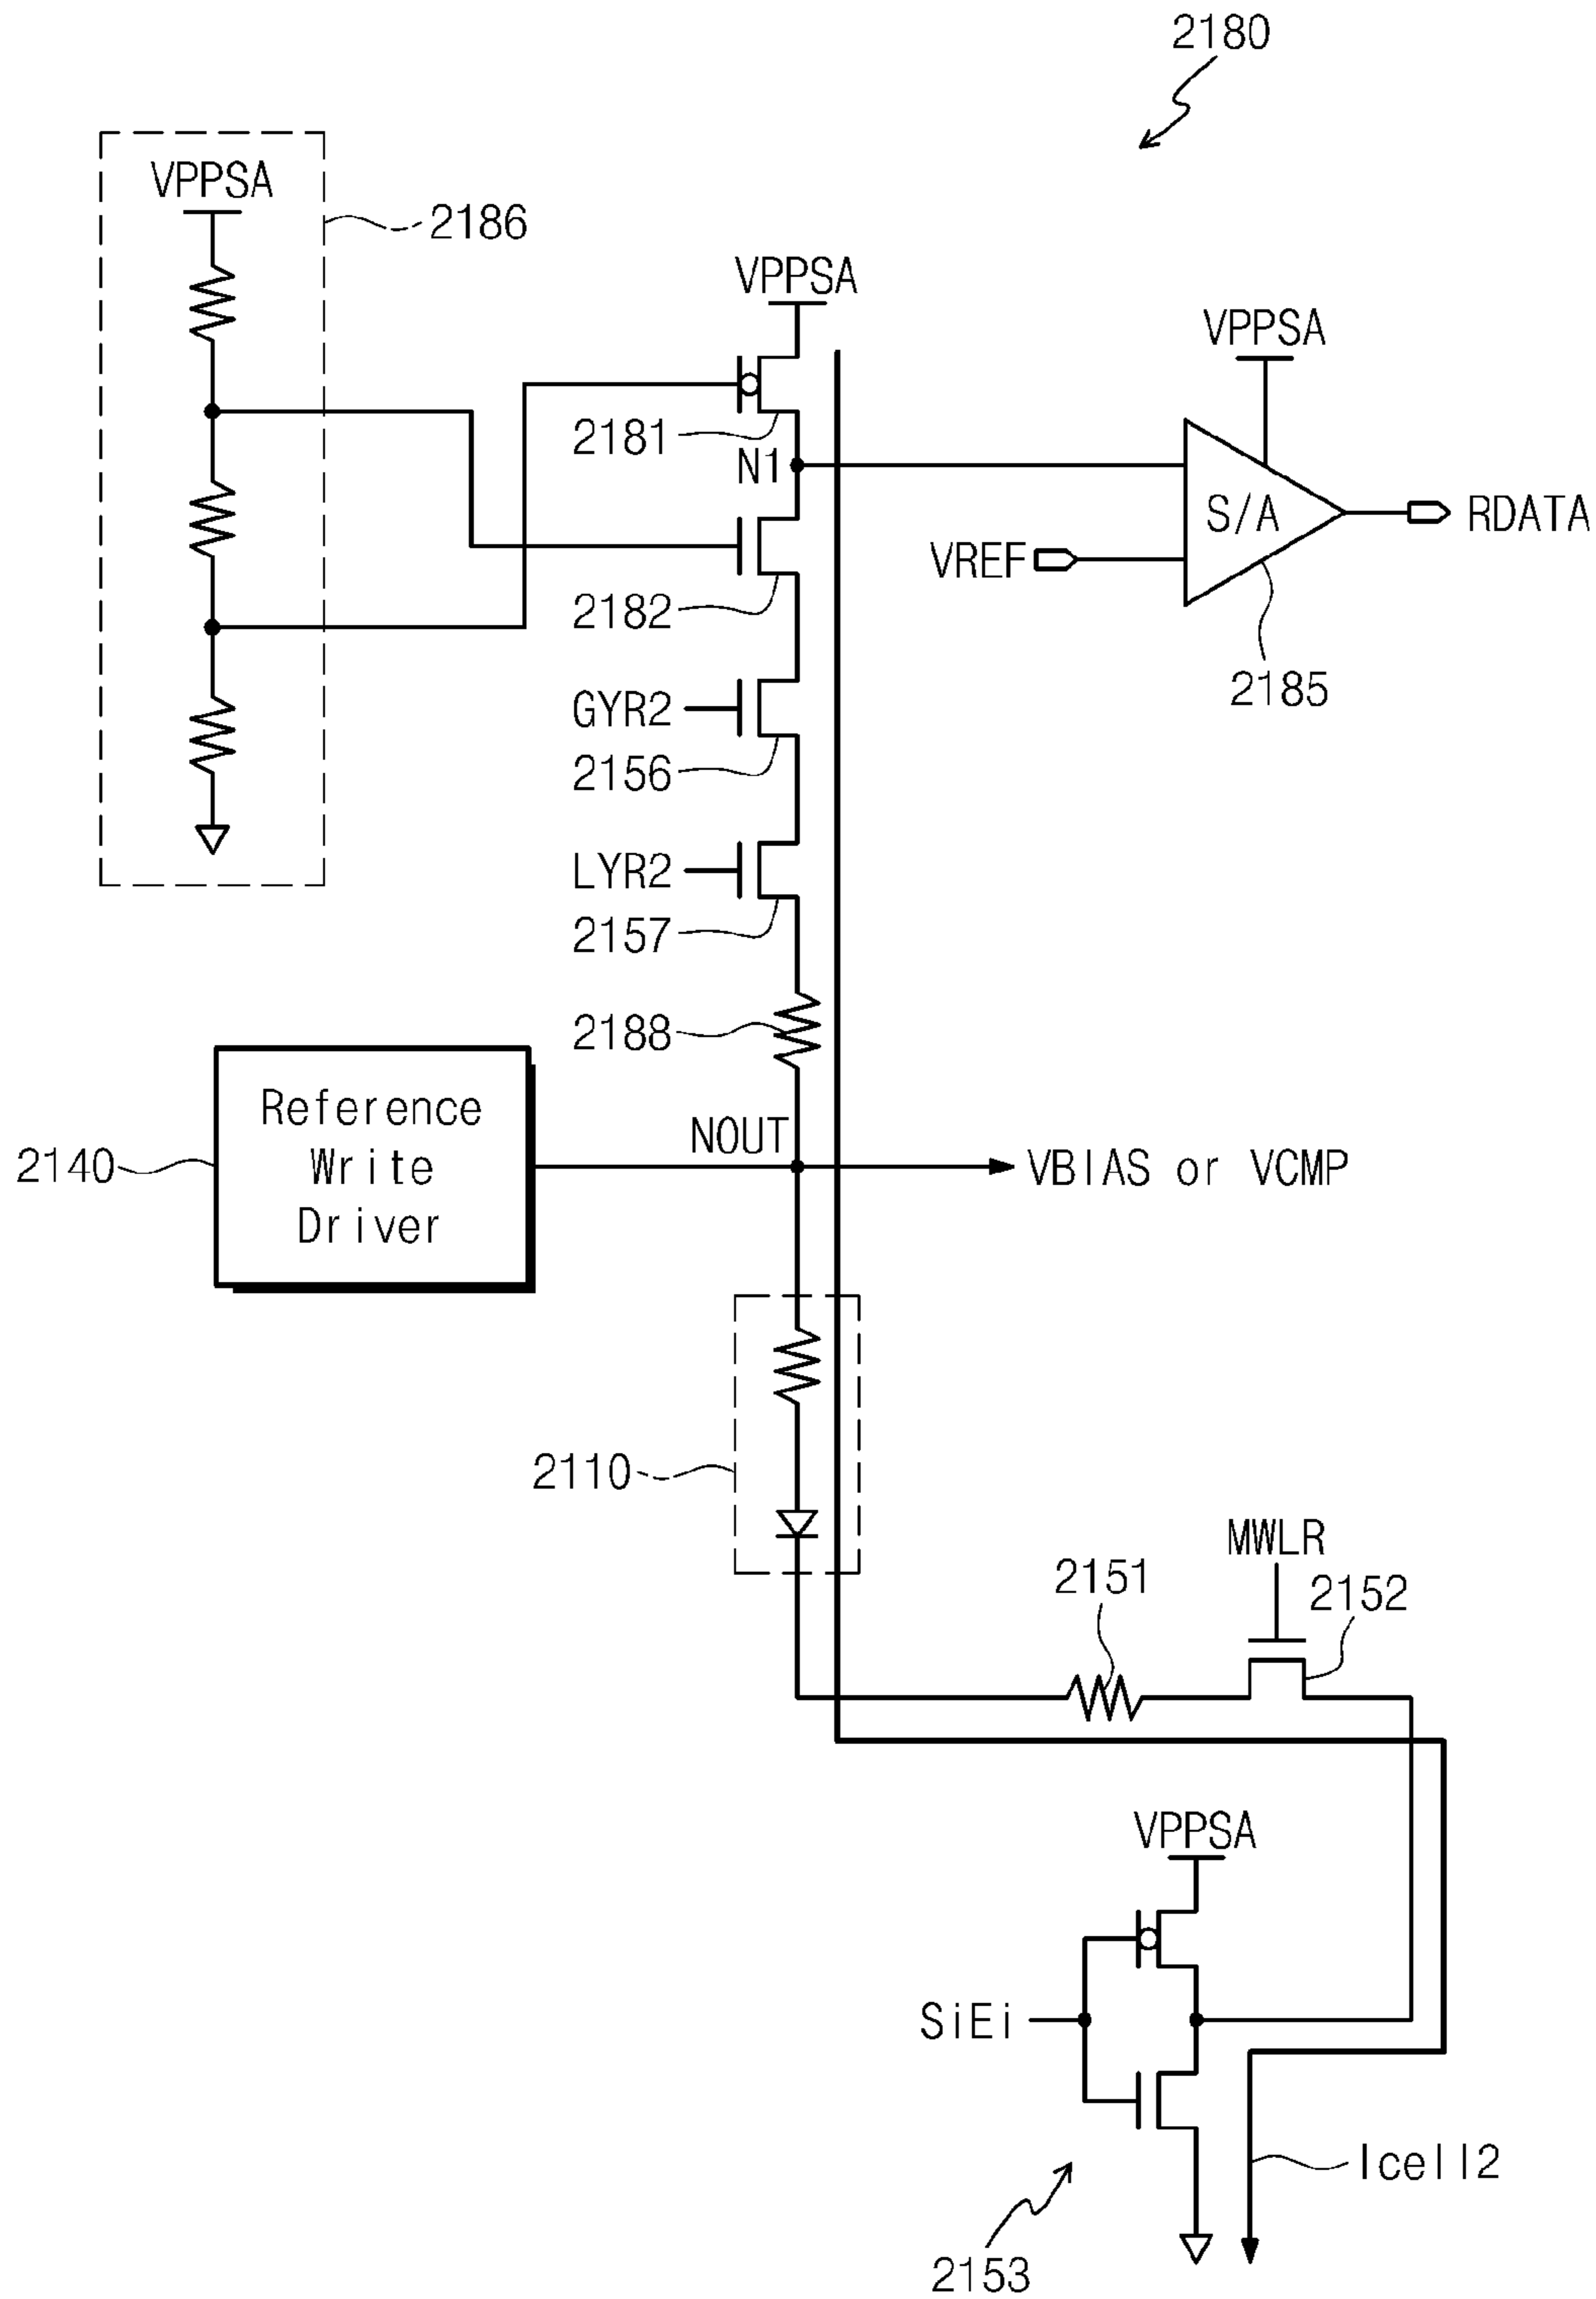 2180
VPPSA
2186
VPPSA
VPPSA
2181
N1
S/A
RDATA
VREF
2182
2185
GYR2
2156
LYR2
2157
2188
Reference
Write
Driver
2140
NOUT
VBIAS or VCMP
2110
MWLR
2151
2152
VPPSA
SiEi
Icell2
2153